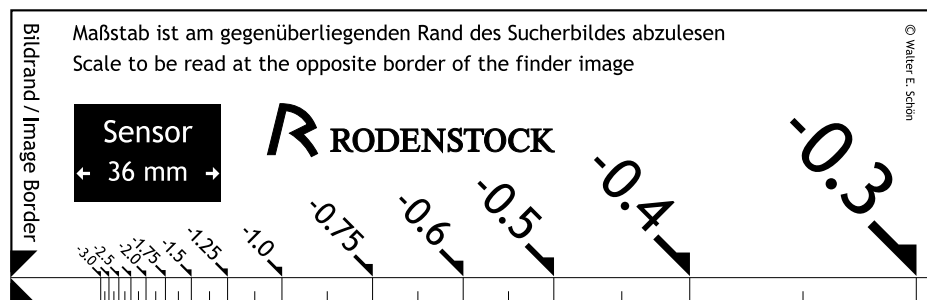 Maßstab ist am gegenüberliegenden Rand des Sucherbildes abzulesen
Scale to be read at the opposite border of the finder image
Bildrand / Image Border
© Walter E. Schön
Sensor
36 mm
RODENSTOCK
-3.0
-2.5
-2.0
-1.75
-1.5
-1.25
-1.0
-0.75
-0.6
-0.5
-0.4
-0.3